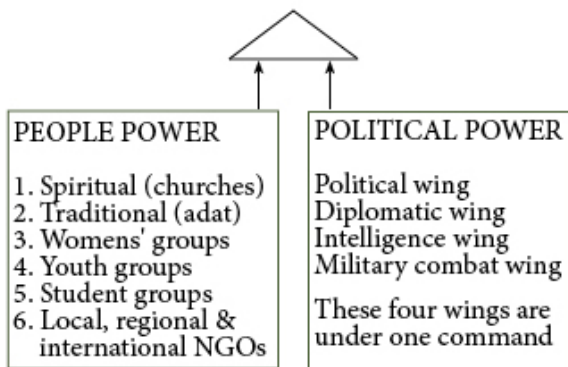 PEOPLE POWER
1. Spiritual (churches)
2. Traditional (adat)
3. Womens' groups
4. Youth groups
5. Student groups
6. Local, regional &
international NGOs
POLITICAL POWER
Political wing
Diplomatic wing
Intelligence wing
Military combat wing
These four wings are
under one command